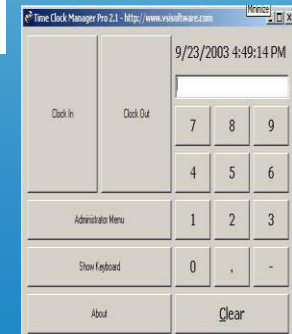 Time Clock Manager Pro 2.1 - http://www.vsisoftware.com
Minimize
9/23/2003 4:49:14 PM
Clock In
Clock Out
7
8
9
4
5
6
Administrator Menu
1
2
3
Show Keyboard
0
.
-
About
Clear